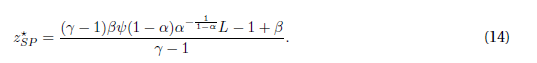 z⋆SP = ((γ − 1)βψ(1 − α)α^(−1/(1−α)) L − 1 + β) / (γ − 1). (14)